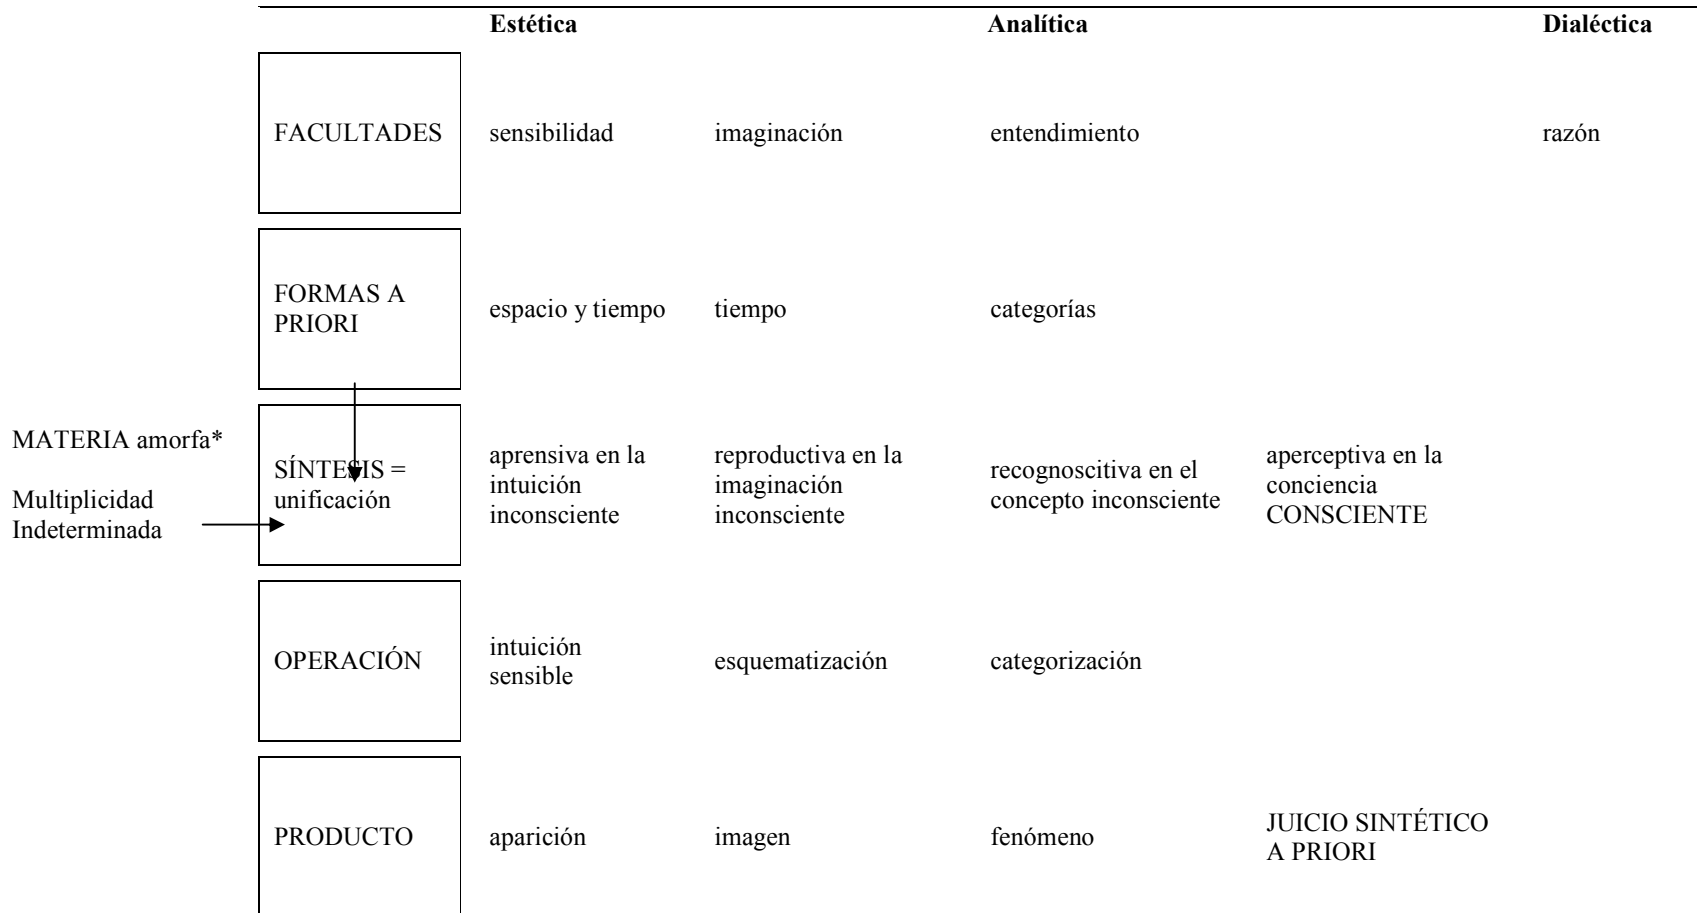 Estética Analítica Dialéctica
FACULTADES sensibilidad imaginación entendimiento razón
FORMAS A
PRIORI
espacio y tiempo tiempo categorías
MATERIA amorfa*
Multiplicidad
Indeterminada
SÍNTESIS =
unificación
aprensiva en la
intuición
inconsciente
reproductiva en la
imaginación
inconsciente
recognoscitiva en el
concepto inconsciente
aperceptiva en la
conciencia
CONSCIENTE
OPERACIÓN
intuición
sensible
esquematización categorización
PRODUCTO aparición imagen fenómeno
JUICIO SINTÉTICO
A PRIORI